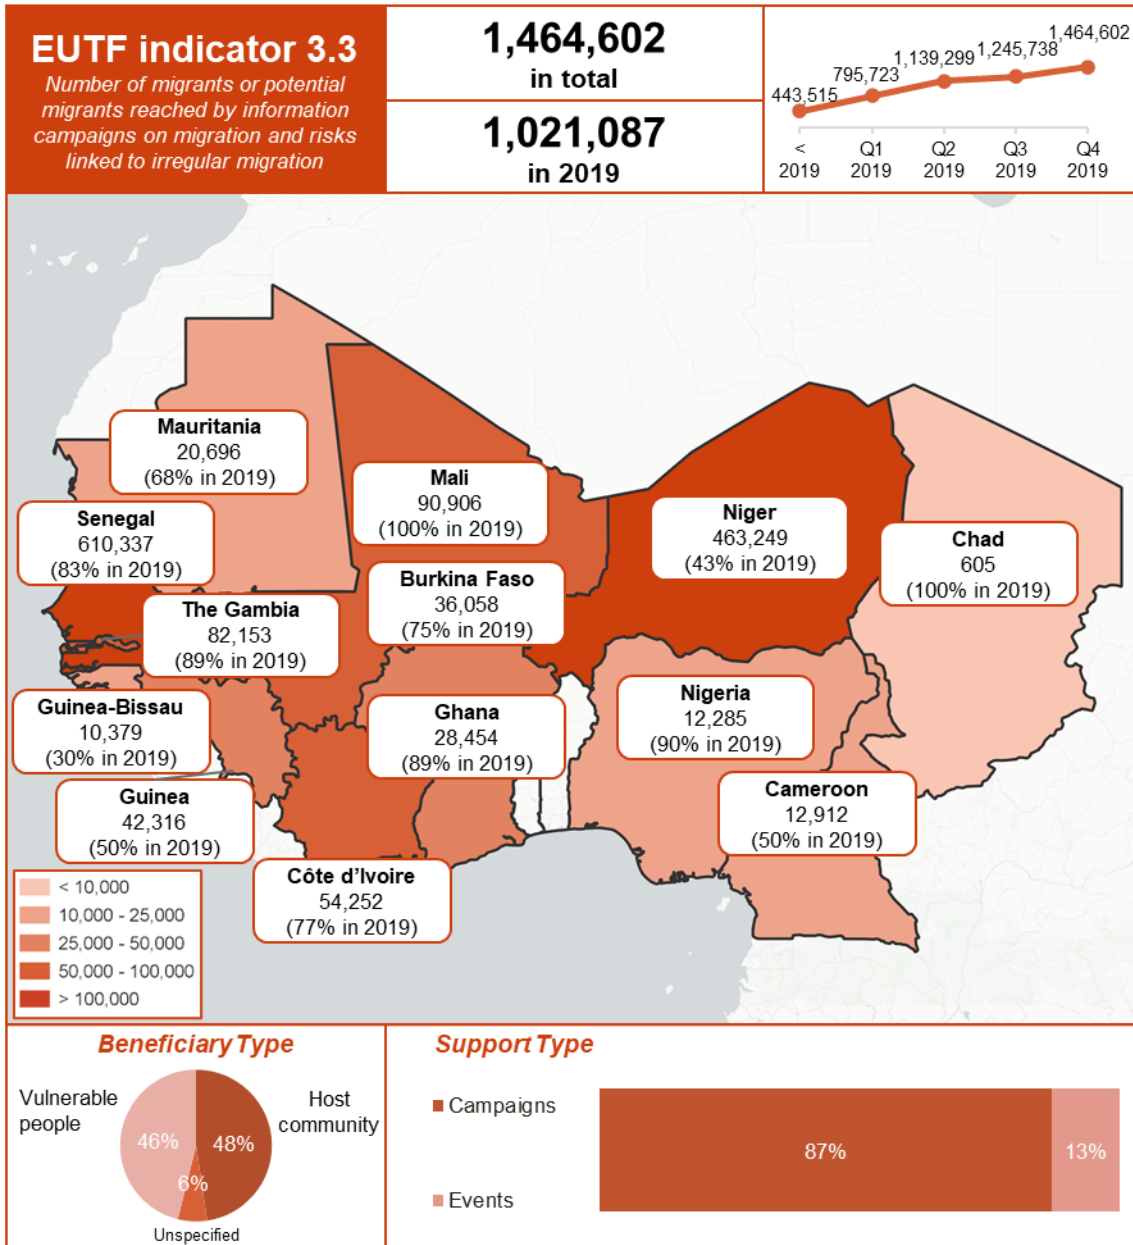 EUTF indicator 3.3
Number of migrants or potential
migrants reached by information
campaigns on migration and risks
linked to irregular migration
1,464,602
in total
1,021,087
in 2019
443,515
795,723
1,139,299
1,245,738
1,464,602
<
2019
Q1
2019
Q2
2019
Q3
2019
Q4
2019
Mauritania
20,696
(68% in 2019)
Mali
90,906
(100% in 2019)
Niger
463,249
(43% in 2019)
Chad
605
(100% in 2019)
Senegal
610,337
(83% in 2019)
Burkina Faso
36,058
(75% in 2019)
The Gambia
82,153
(89% in 2019)
Guinea-Bissau
10,379
(30% in 2019)
Ghana
28,454
(89% in 2019)
Nigeria
12,285
(90% in 2019)
Guinea
42,316
(50% in 2019)
Cameroon
12,912
(50% in 2019)
Côte d'Ivoire
54,252
(77% in 2019)
< 10,000
10,000 - 25,000
25,000 - 50,000
50,000 - 100,000
> 100,000
Beneficiary Type
Vulnerable
people
46%
48%
Host
community
6%
Unspecified
Support Type
Campaigns
Events
87%
13%